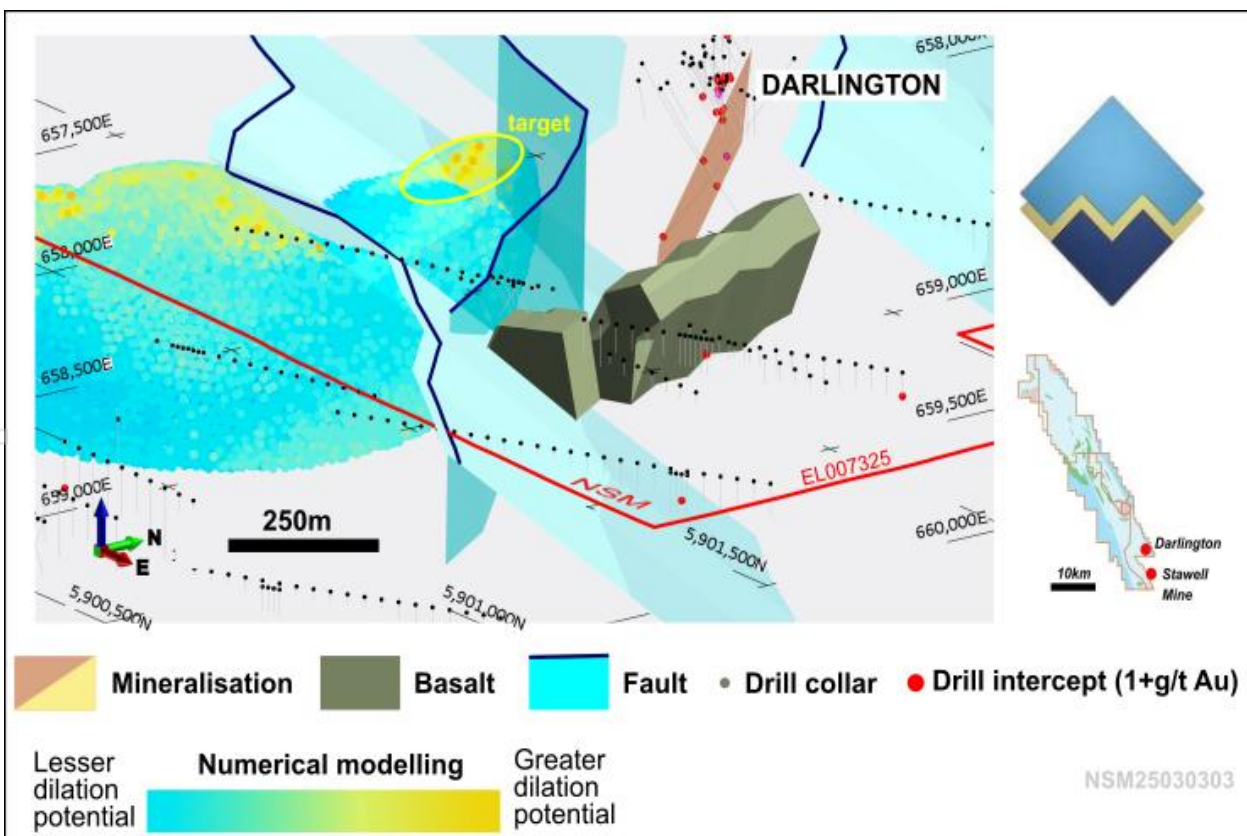 658,000E
DARLINGTON
657,500E
target
658,000E
659,000E
658,500E
659,500E
EL007325
659,000E
NSM
250m
N
E
660,000E
5,901,500N
5,900,500N
5,901,000N
Darlington
10km
Stawell
Mine
Mineralisation
Basalt
Fault
Drill collar
Drill intercept (1+g/t Au)
Lesser
dilation
potential
Numerical modelling
Greater
dilation
potential
NSM25030303